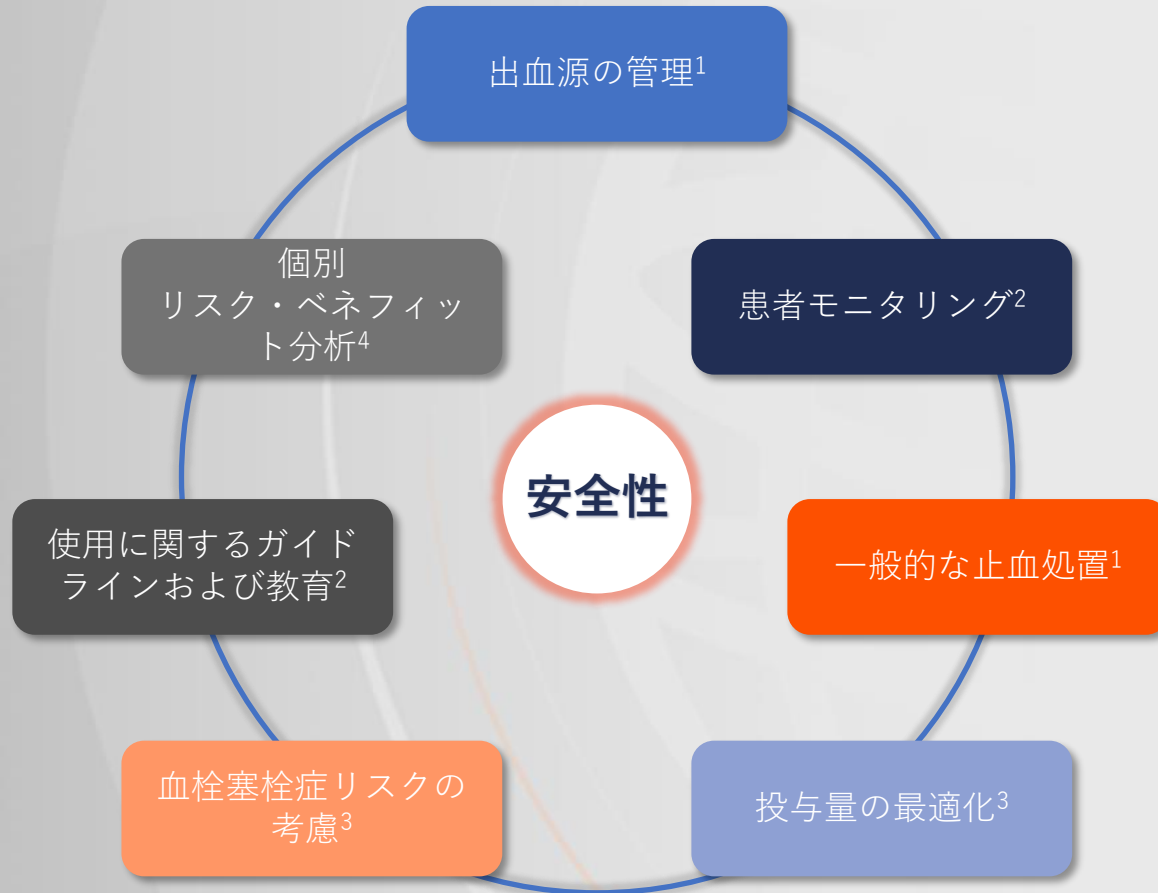 出血源の管理1
個別
リスク・ベネフィッ
ト分析4
患者モニタリング2
安全性
使用に関するガイド
ラインおよび教育2
一般的な止血処置1
血栓塞栓症リスクの
考慮3
投与量の最適化3